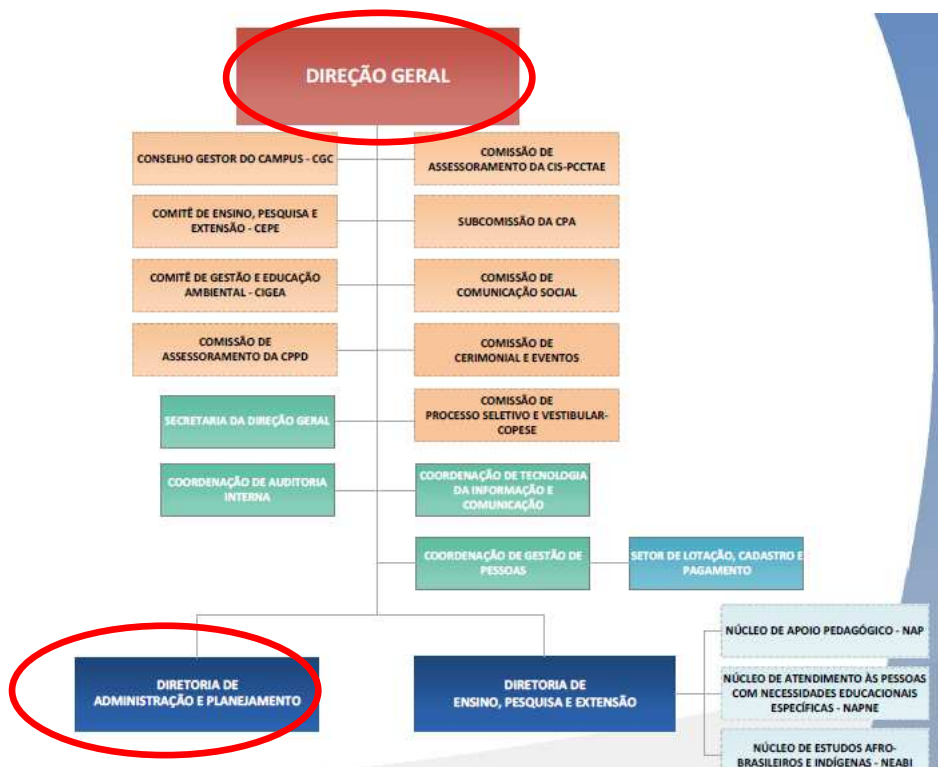 DIREÇÃO GERAL
CONSELHO GESTOR DO CAMPUS - CGC
COMISSÃO DE
ASSESSORAMENTO DA CIS-PCCTAE
COMITÊ DE ENSINO, PESQUISA E
EXTENSÃO - CEPE
SUBCOMISSÃO DA CPA
COMITÊ DE GESTÃO E EDUCAÇÃO
AMBIENTAL - CIGEA
COMISSÃO DE
COMUNICAÇÃO SOCIAL
COMISSÃO DE
ASSESSORAMENTO DA CPPD
COMISSÃO DE
CERIMONIAL E EVENTOS
SECRETARIA DA DIREÇÃO GERAL
COMISSÃO DE
PROCESSO SELETIVO E VESTIBULAR-
COPESE
COORDENAÇÃO DE AUDITORIA
INTERNA
COORDENAÇÃO DE TECNOLOGIA
DA INFORMAÇÃO E
COMUNICAÇÃO
COORDENAÇÃO DE GESTÃO DE
PESSOAS
SETOR DE LOTAÇÃO, CADASTRO E
PAGAMENTO
DIRETORIA DE
ADMINISTRAÇÃO E PLANEJAMENTO
DIRETORIA DE
ENSINO, PESQUISA E EXTENSÃO
NÚCLEO DE APOIO PEDAGÓGICO - NAP
NÚCLEO DE ATENDIMENTO ÀS PESSOAS
COM NECESSIDADES EDUCACIONAIS
ESPECÍFICAS - NAPNE
NÚCLEO DE ESTUDOS AFRO-
BRASILEIROS E INDÍGENAS - NEABI